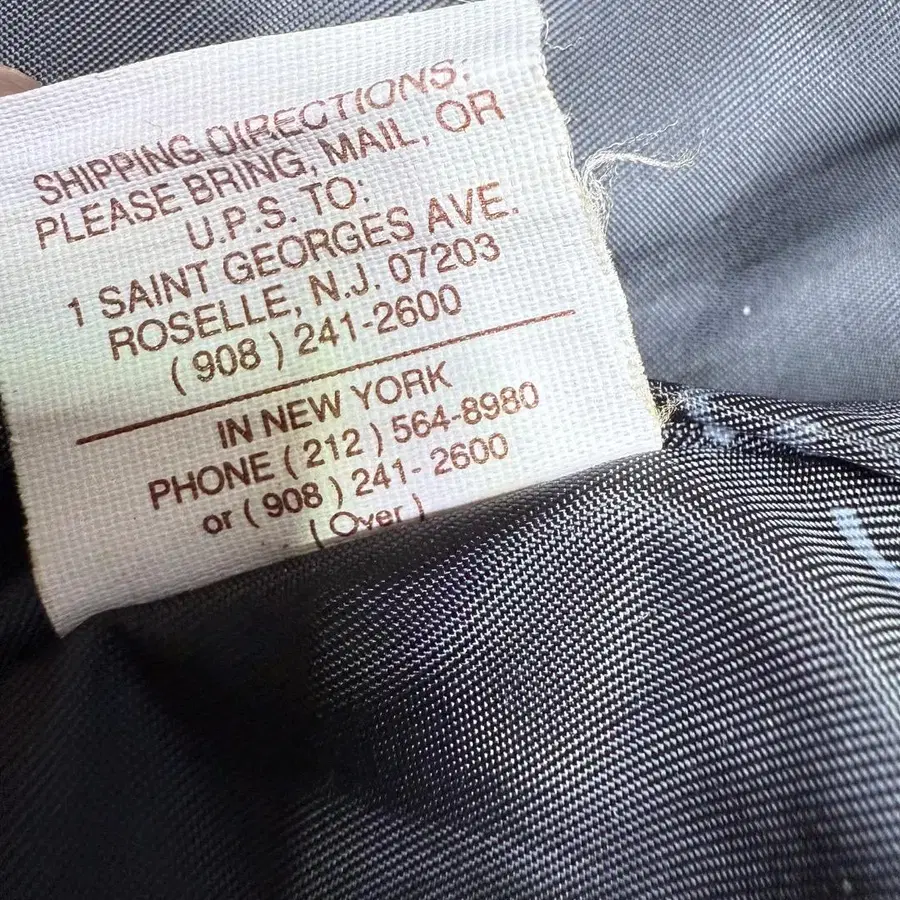 SHIPPING DIRECTIONS:
PLEASE BRING, MAIL, OR
U.P.S. TO:
1 SAINT GEORGES AVE.
ROSELLE, N.J. 07203
( 908 ) 241-2600
IN NEW YORK
PHONE ( 212 ) 564-8980
or ( 908 ) 241- 2600
( Over )